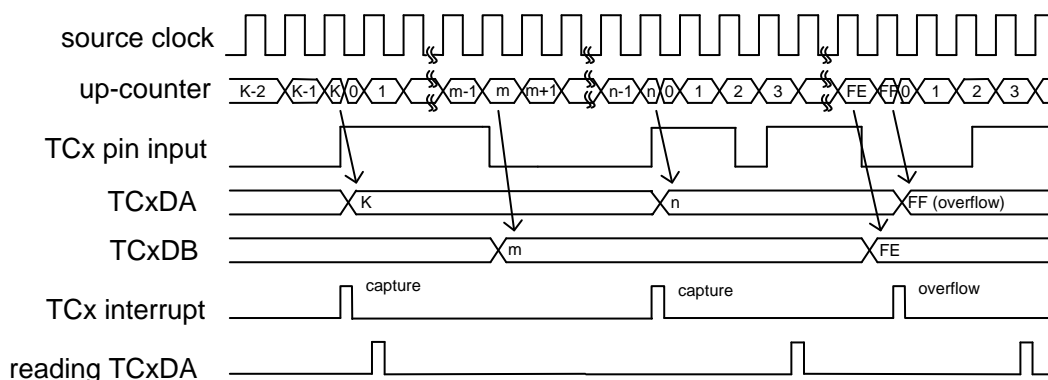 source clock
up-counter K-2 K-1 K 0 1 m-1 m m+1 n-1 n 0 1 2 3 FE FF 0 1 2 3
TCx pin input
TCxDA K n FF (overflow)
TCxDB m FE
TCx interrupt capture capture overflow
reading TCxDA